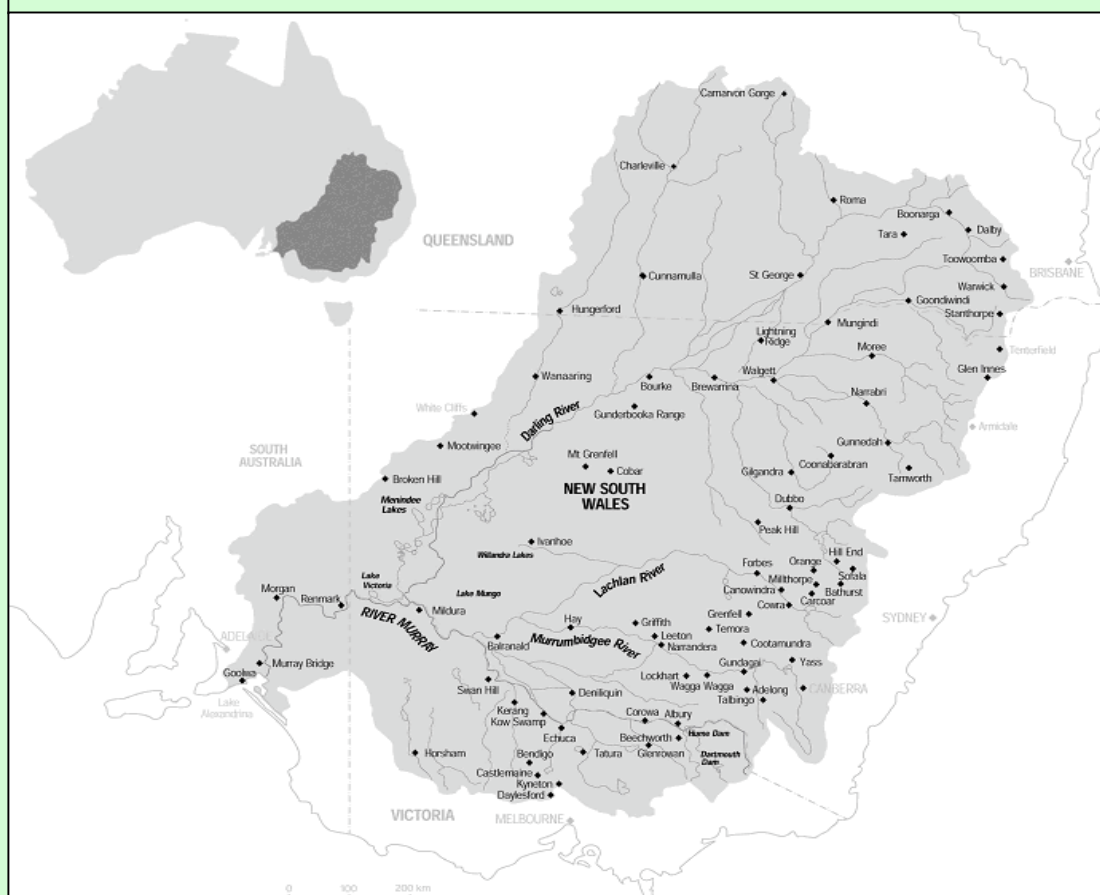 Carnarvon Gorge
Charleville
Roma
Boonarga
Dalby
Tara
QUEENSLAND
Toowoomba
BRISBANE
Cunnamulla
St George
Warwick
Goondiwindi
Hungerford
Stanthorpe
Mungindi
Lightning
Ridge
Moree
Tenterfield
Glen Innes
Wanaaring
Bourke
Brewarrina
Walgett
Narrabri
White Cliffs
Darling River
Gunderbooka Range
Armidale
SOUTH
AUSTRALIA
Mootwingee
Mt Grenfell
Cobar
Gunnedah
Coonabarabran
Gilgandra
Tamworth
Broken Hill
NEW SOUTH
WALES
Menindee
Lakes
Dubbo
Peak Hill
Ivanhoe
Willandra Lakes
Hill End
Orange
Forbes
Sofala
Lake
Victoria
Lachlan River
Millthorpe
Canowindra
Bathurst
Carcoar
Cowra
Lake Mungo
Morgan
Renmark
Mildura
RIVER MURRAY
Grenfell
SYDNEY
Hay
Griffith
Temora
Leeton
Narrandera
Cootamundra
Murrumbidgee River
Balranald
ADELAIDE
Murray Bridge
Goolwa
Gundagai
Yass
Lockhart
Wagga Wagga
Adelong
CANBERRA
Talbingo
Lake
Alexandrina
Swan Hill
Deniliquin
Kerang
Kow Swamp
Corowa
Albury
Echuca
Beechworth
Hume Dam
Horsham
Bendigo
Tatura
Glenrowan
Dartmouth
Dam
Castlemaine
Kyneton
Daylesford
VICTORIA
MELBOURNE
0 100 200 km